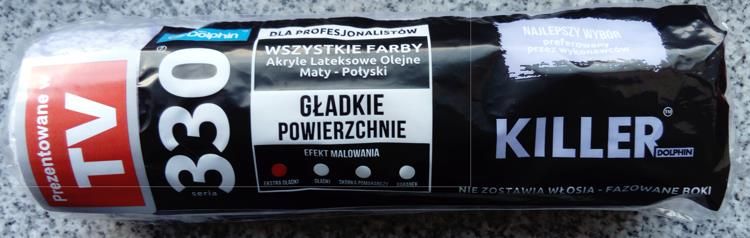 Prezentowane w
TV
330
seria
Dolphin
DLA PROFESJONALISTÓW
WSZYSTKIE FARBY
Akryle Lateksowe Olejne
Maty - Połyski
GŁADKIE
POWIERZCHNIE
EFEKT MALOWANIA
EKSTRA GŁADKI GŁADKI SKÓRKA POMARAŃCZY BARANEK
NAJLEPSZY WYBÓR
preferowany
przez wykonawców
KILLER™
DOLPHIN
NIE ZOSTAWIA WŁOSIA - FAZOWANE BOKI